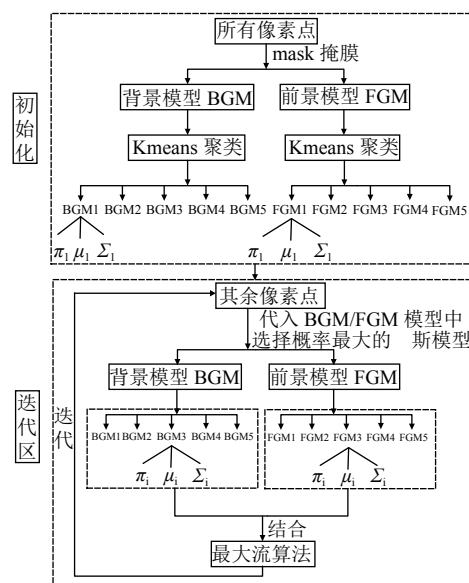 所有像素点
mask 掩膜
初始化
背景模型 BGM 前景模型 FGM
Kmeans 聚类 Kmeans 聚类
BGM1 BGM2 BGM3 BGM4 BGM5 FGM1 FGM2 FGM3 FGM4 FGM5
π₁ μ₁ Σ₁ π₁ μ₁ Σ₁
其余像素点
代入 BGM/FGM 模型中
选择概率最大的 斯模型
迭代区
迭代
背景模型 BGM 前景模型 FGM
BGM1 BGM2 BGM3 BGM4 BGM5 FGM1 FGM2 FGM3 FGM4 FGM5
πᵢ μᵢ Σᵢ πᵢ μᵢ Σᵢ
结合
最大流算法